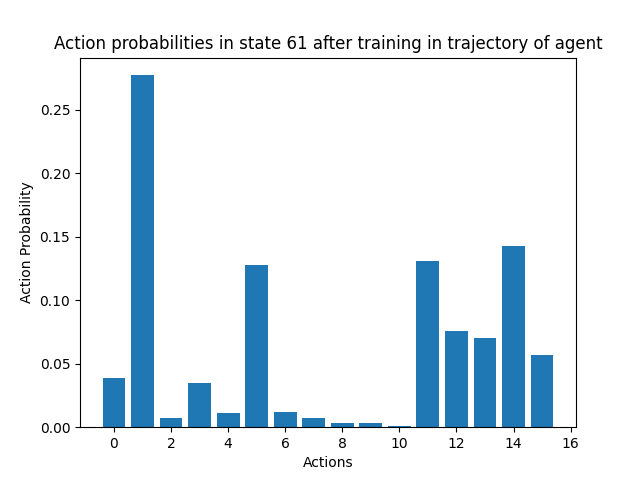 Action probabilities in state 61 after training in trajectory of agent
0.25
0.20
0.15
0.10
0.05
0.00
Action Probability
0 2 4 6 8 10 12 14 16
Actions